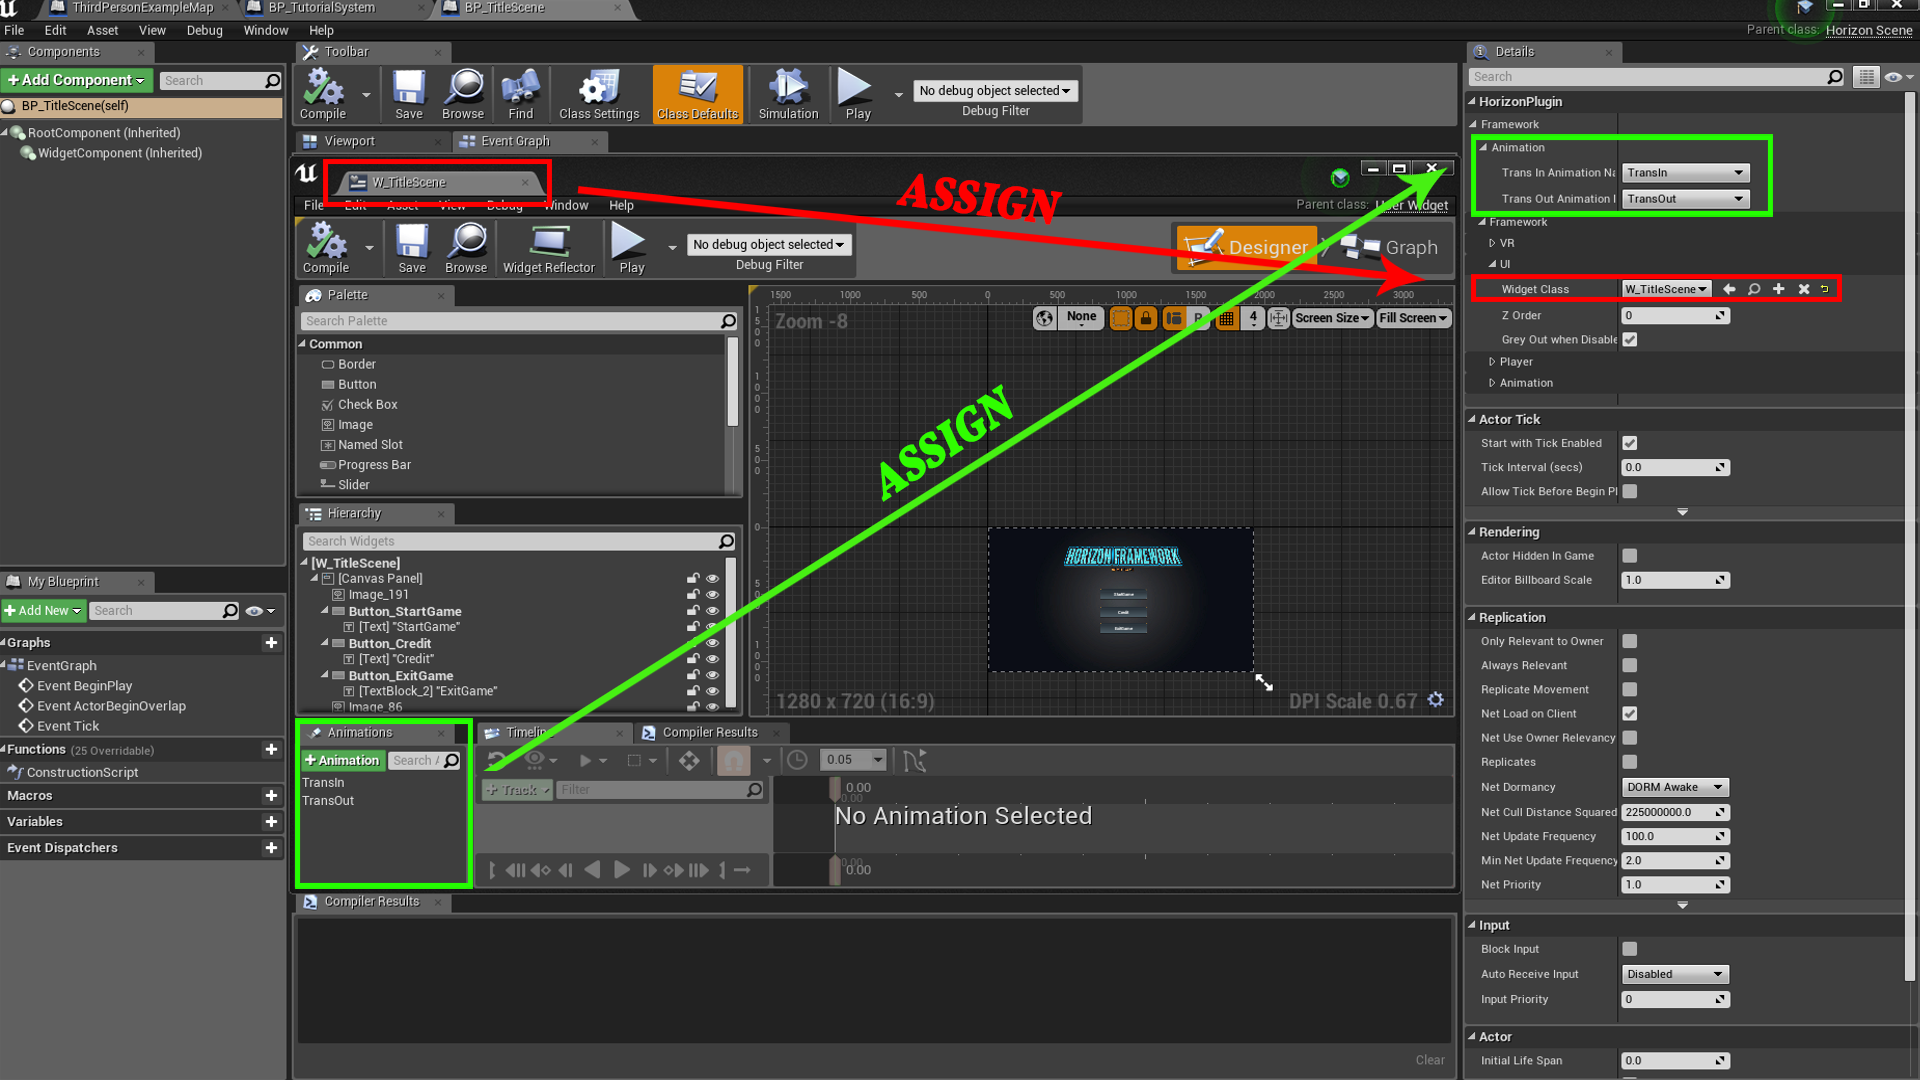 ThirdPersonExampleMap
BP_TutorialSystem
BP_TitleScene
File Edit Asset View Debug Window Help
Parent class: Horizon Scene
Components
+Add Component
Search
BP_TitleScene(self)
RootComponent (Inherited)
WidgetComponent (Inherited)
My Blueprint
+Add New
Search
Graphs
EventGraph
Event BeginPlay
Event ActorBeginOverlap
Event Tick
Functions (25 Overridable)
ConstructionScript
Macros
Variables
Event Dispatchers
Toolbar
Compile
Save
Browse
Find
Class Settings
Class Defaults
Simulation
Play
No debug object selected
Debug Filter
Viewport
Event Graph
W_TitleScene
File Edit Asset View Debug Window Help
Parent class: User Widget
ASSIGN
Compile
Save
Browse
Widget Reflector
Play
No debug object selected
Debug Filter
Designer
Graph
Palette
Search Palette
Common
Border
Button
Check Box
Image
Named Slot
Progress Bar
Slider
Hierarchy
Search Widgets
[W_TitleScene]
[Canvas Panel]
Image_191
Button_StartGame
[Text] "StartGame"
Button_Credit
[Text] "Credit"
Button_ExitGame
[TextBlock_2] "ExitGame"
Image_86
1500 1000 500 0 500 1000 1500 2000 2500 3000
Zoom -8
None
R
4
Screen Size
Fill Screen
ASSIGN
HORIZON FRAMEWORK
StartGame
Credit
ExitGame
1280 x 720 (16:9)
DPI Scale 0.67
Animations
+Animation
Search
TransIn
TransOut
Timeline
Compiler Results
0.05
+ Track
Filter
0.00
0.00
No Animation Selected
0.00
0.00
Compiler Results
Clear
Details
Search
HorizonPlugin
Framework
Animation
Trans In Animation Na
TransIn
Trans Out Animation
TransOut
Framework
VR
UI
Widget Class
W_TitleScene
Z Order
0
Grey Out when Disable
Player
Animation
Actor Tick
Start with Tick Enabled
Tick Interval (secs)
0.0
Allow Tick Before Begin Pl
Rendering
Actor Hidden In Game
Editor Billboard Scale
1.0
Replication
Only Relevant to Owner
Always Relevant
Replicate Movement
Net Load on Client
Net Use Owner Relevancy
Replicates
Net Dormancy
DORM Awake
Net Cull Distance Squared
225000000.0
Net Update Frequency
100.0
Min Net Update Frequency
2.0
Net Priority
1.0
Input
Block Input
Auto Receive Input
Disabled
Input Priority
0
Actor
Initial Life Span
0.0